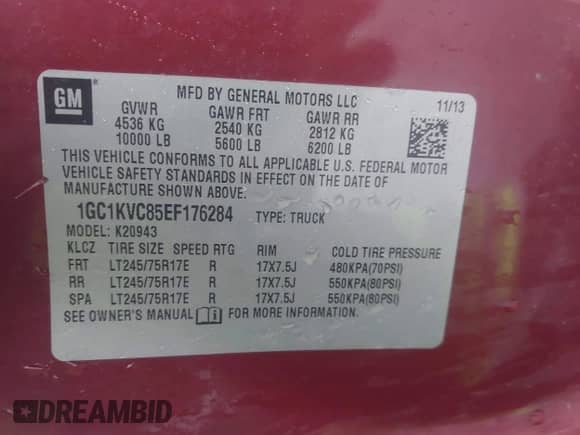 GM
MFD BY GENERAL MOTORS LLC
11/13
GVWR GAWR FRT GAWR RR
4536 KG 2540 KG 2812 KG
10000 LB 5600 LB 6200 LB
THIS VEHICLE CONFORMS TO ALL APPLICABLE U.S. FEDERAL MOTOR
VEHICLE SAFETY STANDARDS IN EFFECT ON THE DATE OF
MANUFACTURE SHOWN ABOVE.
1GC1KVC85EF176284 TYPE: TRUCK
MODEL: K20943
KLCZ TIRE SIZE SPEED RTG RIM COLD TIRE PRESSURE
FRT LT245/75R17E R 17X7.5J 480KPA(70PSI)
RR LT245/75R17E R 17X7.5J 550KPA(80PSI)
SPA LT245/75R17E R 17X7.5J 550KPA(80PSI)
SEE OWNER'S MANUAL FOR MORE INFORMATION.
DREAMBID